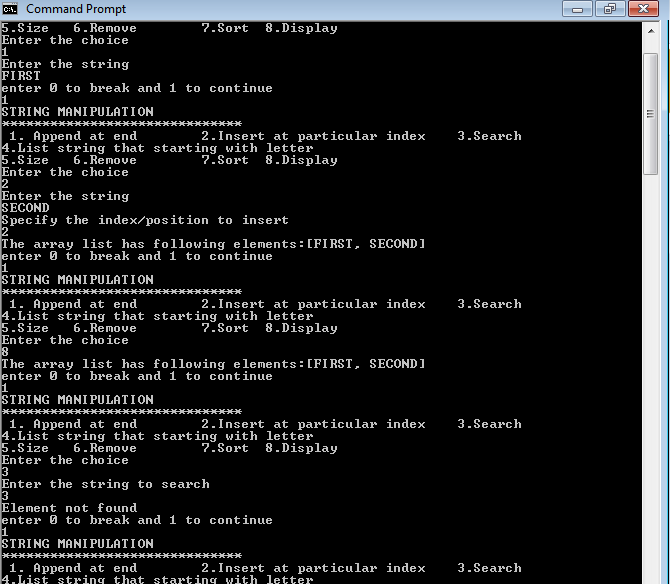 Command Prompt
5.Size   6.Remove        7.Sort  8.Display
Enter the choice
1
Enter the string
FIRST
enter 0 to break and 1 to continue
1
STRING MANIPULATION
******************************
 1. Append at end        2.Insert at particular index    3.Search
4.List string that starting with letter
5.Size   6.Remove        7.Sort  8.Display
Enter the choice
2
Enter the string
SECOND
Specify the index/position to insert
2
The array list has following elements:[FIRST, SECOND]
enter 0 to break and 1 to continue
1
STRING MANIPULATION
******************************
 1. Append at end        2.Insert at particular index    3.Search
4.List string that starting with letter
5.Size   6.Remove        7.Sort  8.Display
Enter the choice
8
The array list has following elements:[FIRST, SECOND]
enter 0 to break and 1 to continue
1
STRING MANIPULATION
******************************
 1. Append at end        2.Insert at particular index    3.Search
4.List string that starting with letter
5.Size   6.Remove        7.Sort  8.Display
Enter the choice
3
Enter the string to search
3
Element not found
enter 0 to break and 1 to continue
1
STRING MANIPULATION
******************************
 1. Append at end        2.Insert at particular index    3.Search
4.List string that starting with letter